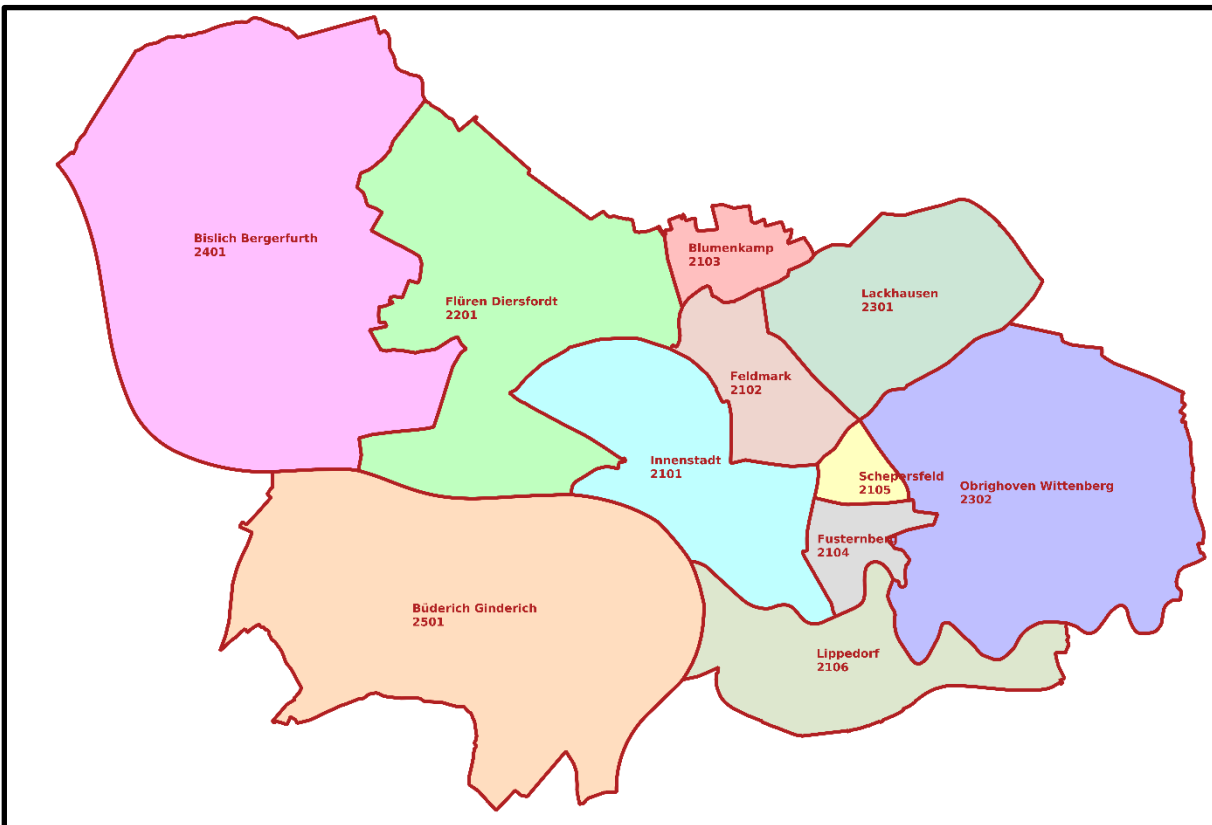 Bislich Bergerfurth
2401
Flüren Diersfordt
2201
Blumenkamp
2103
Lackhausen
2301
Feldmark
2102
Innenstadt
2101
Schepersfeld
2105
Obrighoven Wittenberg
2302
Fusternberg
2104
Büderich Ginderich
2501
Lippedorf
2106